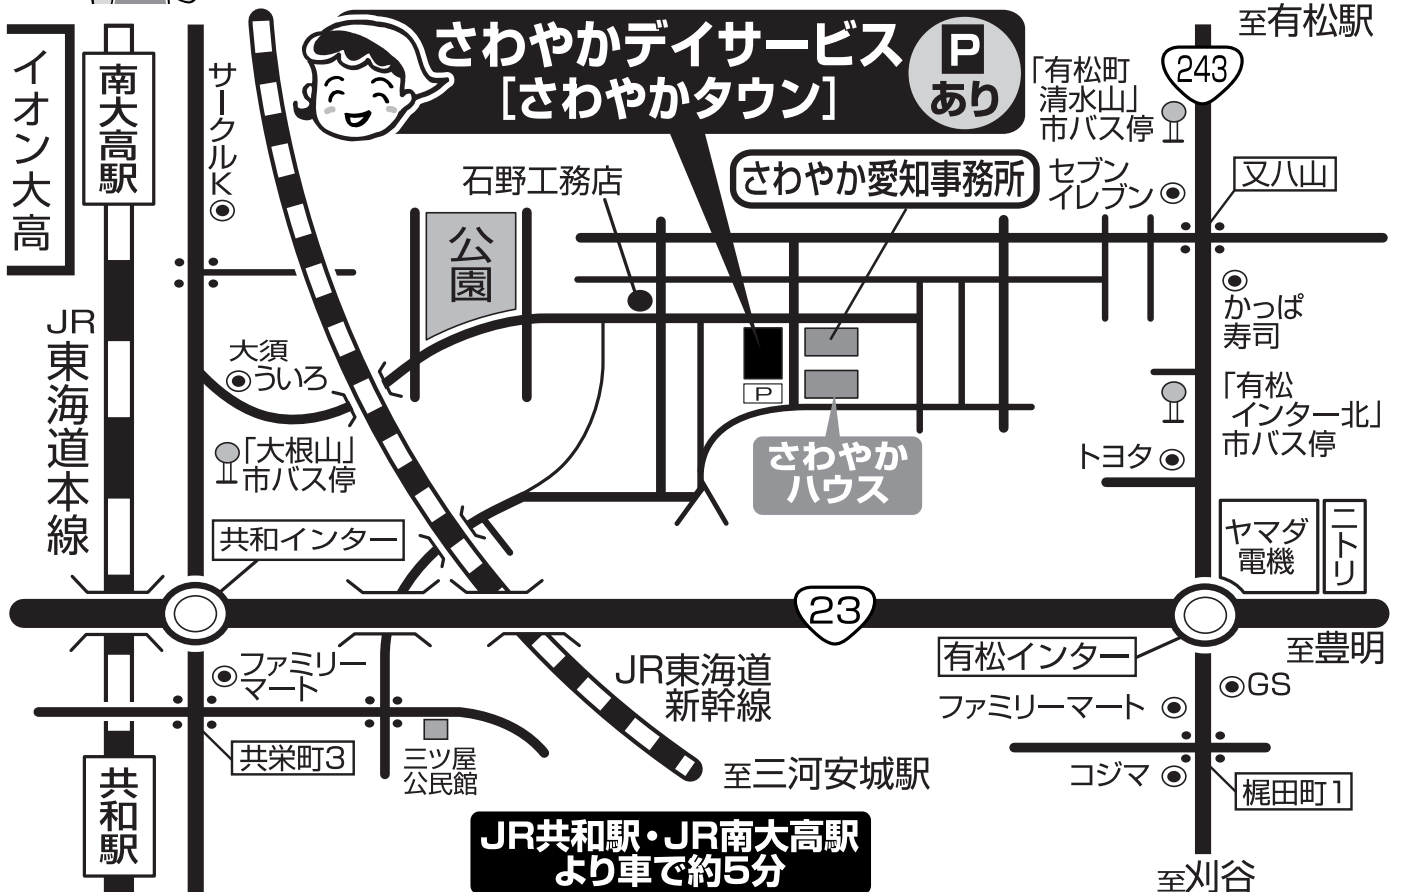 至有松駅
さわやかデイサービス
[さわやかタウン]
P
あり
243
「有松町
清水山」
市バス停
イオン大高
南大高駅
サークルK
石野工務店
さわやか愛知事務所
セブン
イレブン
又八山
公園
かっぱ
寿司
JR東海道本線
大須
ういろ
P
「有松
インター北」
市バス停
「大根山」
市バス停
さわやか
ハウス
トヨタ
共和インター
ヤマダ
電機
ニトリ
23
有松インター
至豊明
ファミリー
マート
JR東海道
新幹線
GS
ファミリーマート
共栄町3
三ツ屋
公民館
至三河安城駅
コジマ
梶田町1
共和駅
JR共和駅・JR南大高駅
より車で約5分
至刈谷